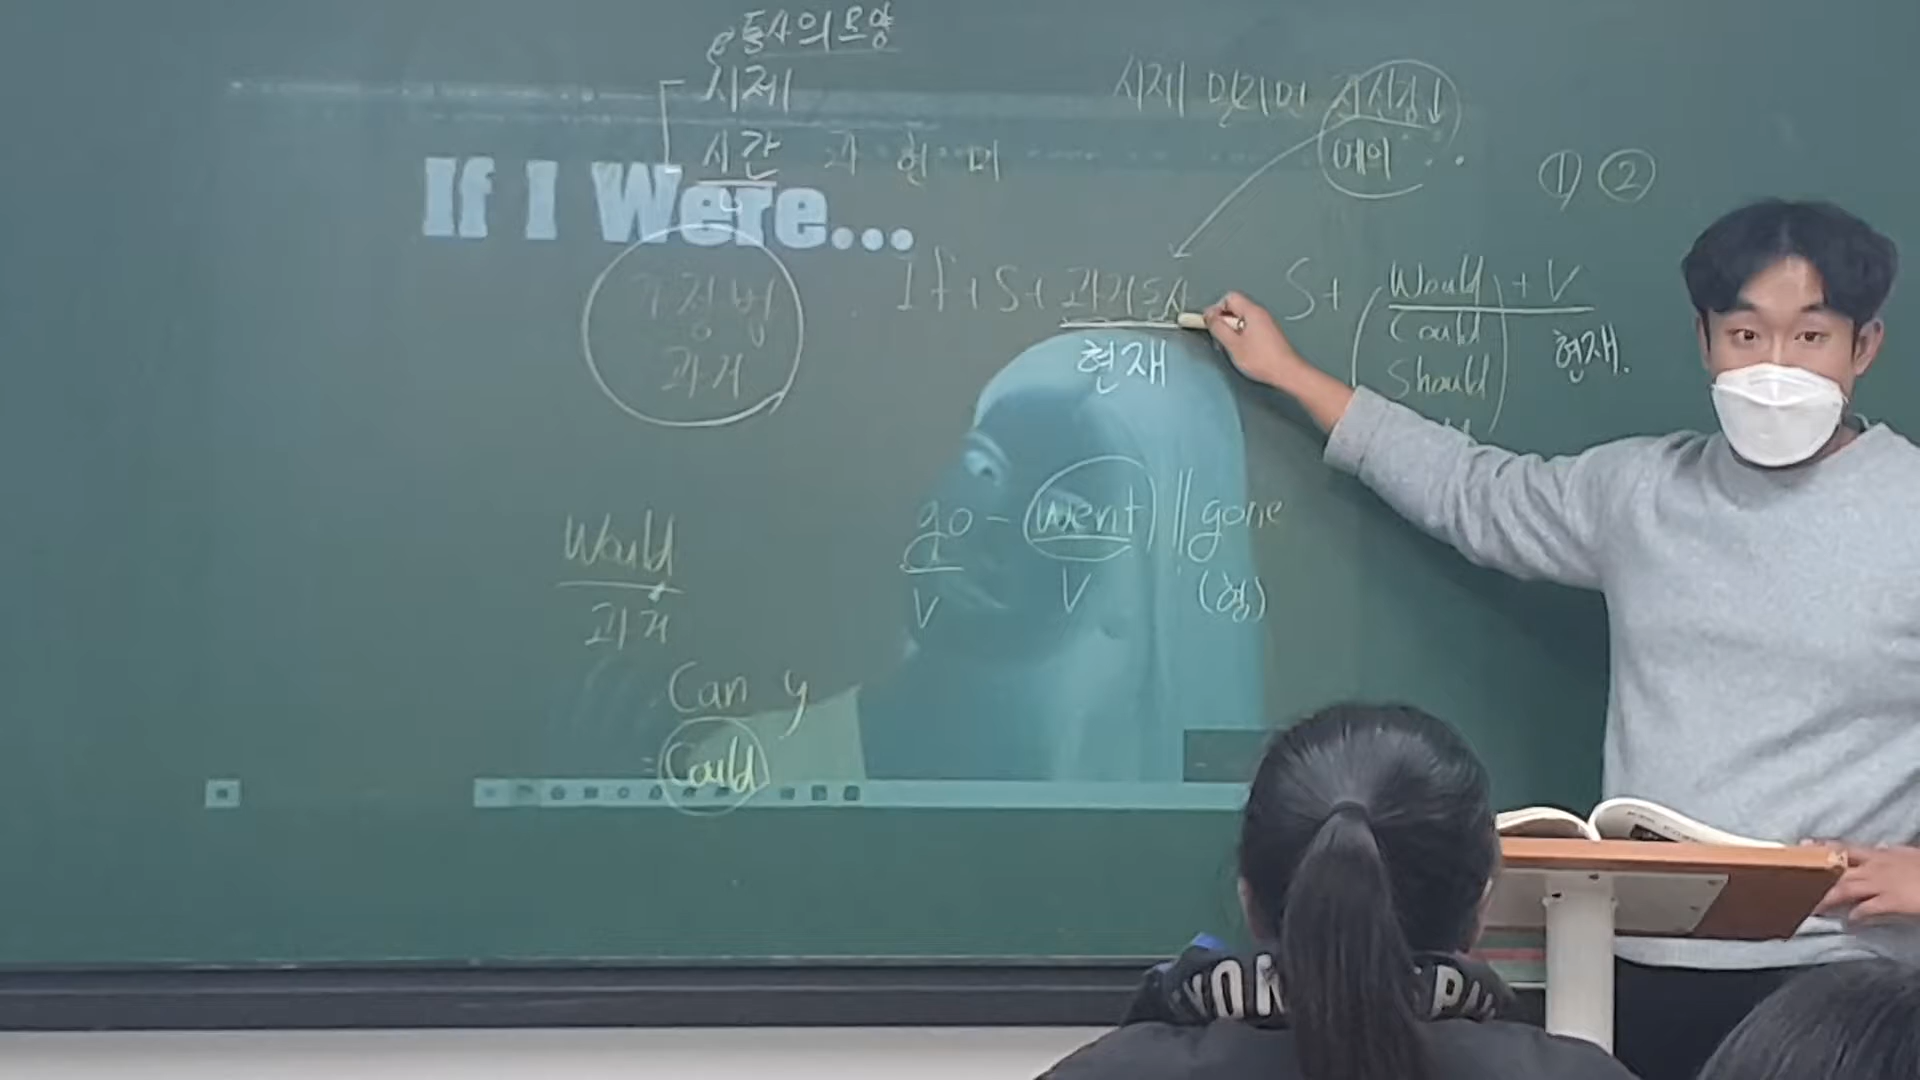 동사의 모양
시제
시간 과 현 미
시제 밀리면 현실성↓
예의
① ②
If I Were...
가정법
과거
If + S + 과거동사 S + Would + V
Could
Should
현재 현재.
go - went || gone
V V (형)
Would
과거
Can y
= Could